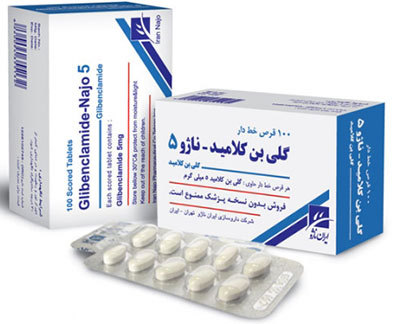 Iran Najo
100 Scored Tablets
Glibenclamide-Najo 5
Glibenclamide
Each scored tablet contains :
Glibenclamide 5mg
Store below 30°C & protect from moisture & light
Keep out of the reach of children.
۱۰۰ قرص خط دار
گلی بن کلامید - ناژو ۵
گلی بن کلامید
هر قرص خط دار حاوی: گلی بن کلامید ۵ میلی گرم
فروش بدون نسخه پزشک ممنوع است.
شرکت داروسازی ایران ناژو تهران - ایران
ایران ناژو